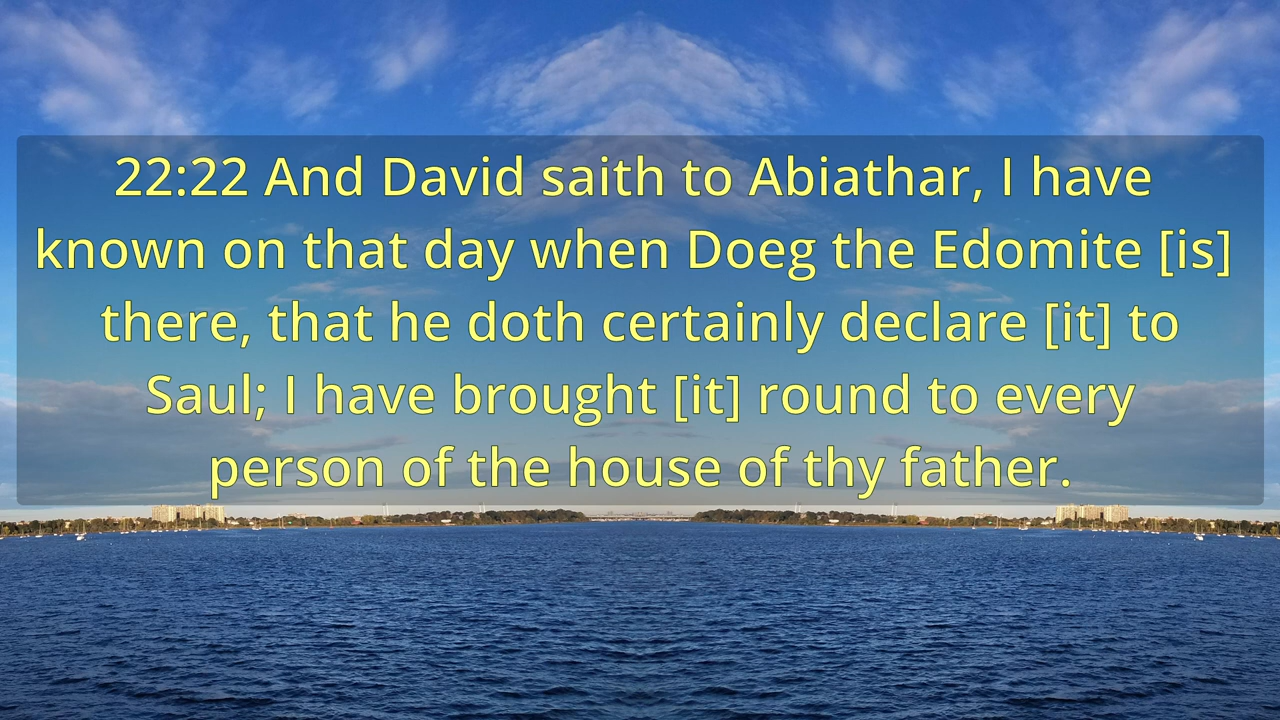 22:22 And David saith to Abiathar, I have
known on that day when Doeg the Edomite [is]
there, that he doth certainly declare [it] to
Saul; I have brought [it] round to every
person of the house of thy father.